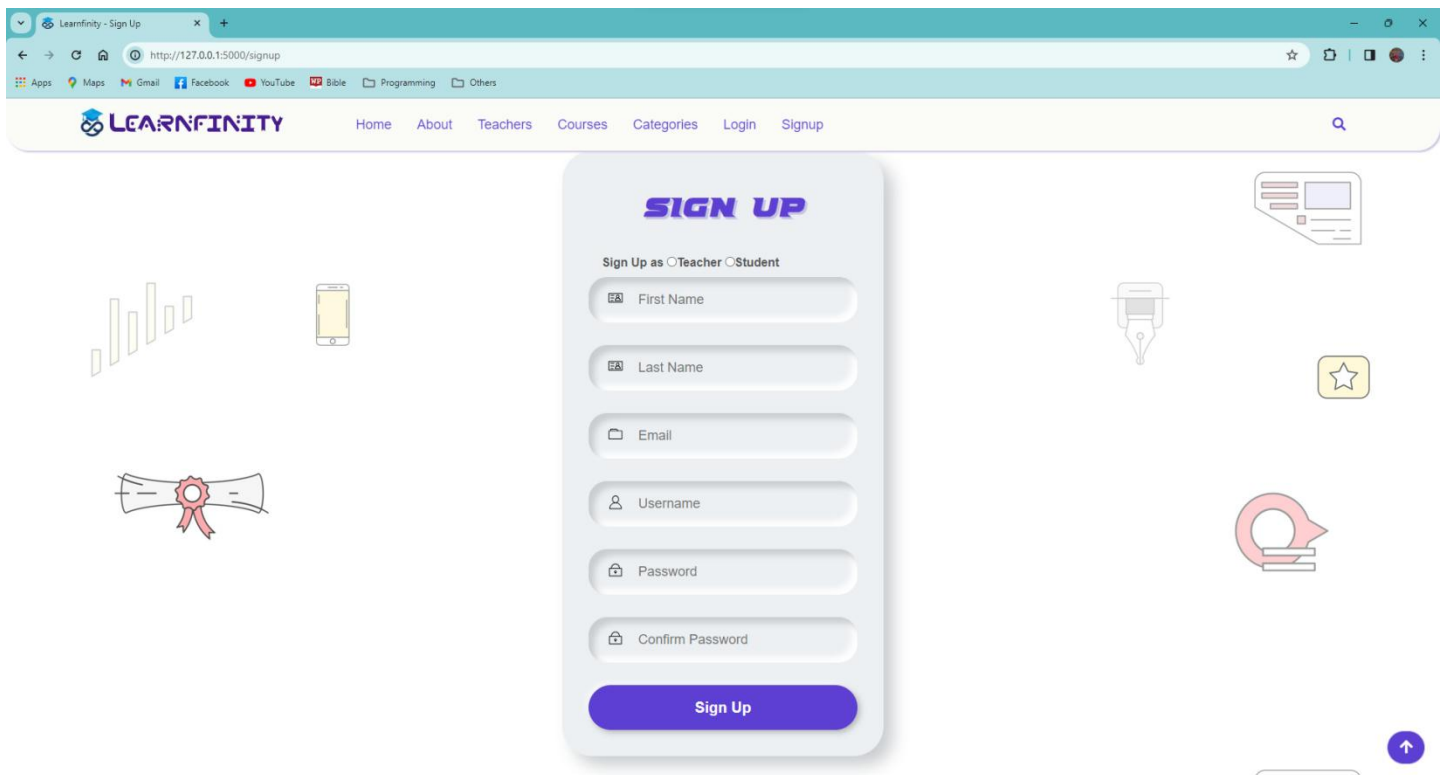 Learnfinity - Sign Up
http://127.0.0.1:5000/signup
Apps Maps Gmail Facebook YouTube WP Bible Programming Others
LEARNFINITY Home About Teachers Courses Categories Login Signup
SIGN UP
Sign Up as Teacher Student
First Name
Last Name
Email
Username
Password
Confirm Password
Sign Up